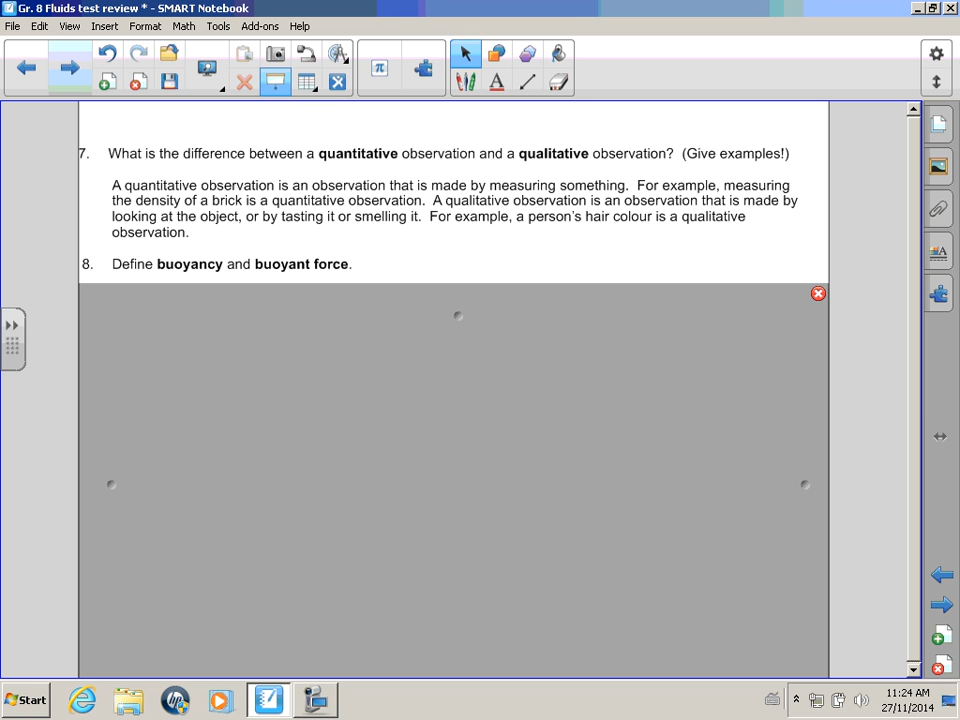 Gr. 8 Fluids test review * - SMART Notebook
File Edit View Insert Format Math Tools Add-ons Help
7. What is the difference between a quantitative observation and a qualitative observation? (Give examples!)
A quantitative observation is an observation that is made by measuring something. For example, measuring
the density of a brick is a quantitative observation. A qualitative observation is an observation that is made by
looking at the object, or by tasting it or smelling it. For example, a person's hair colour is a qualitative
observation.
8. Define buoyancy and buoyant force.
Start
11:24 AM
27/11/2014